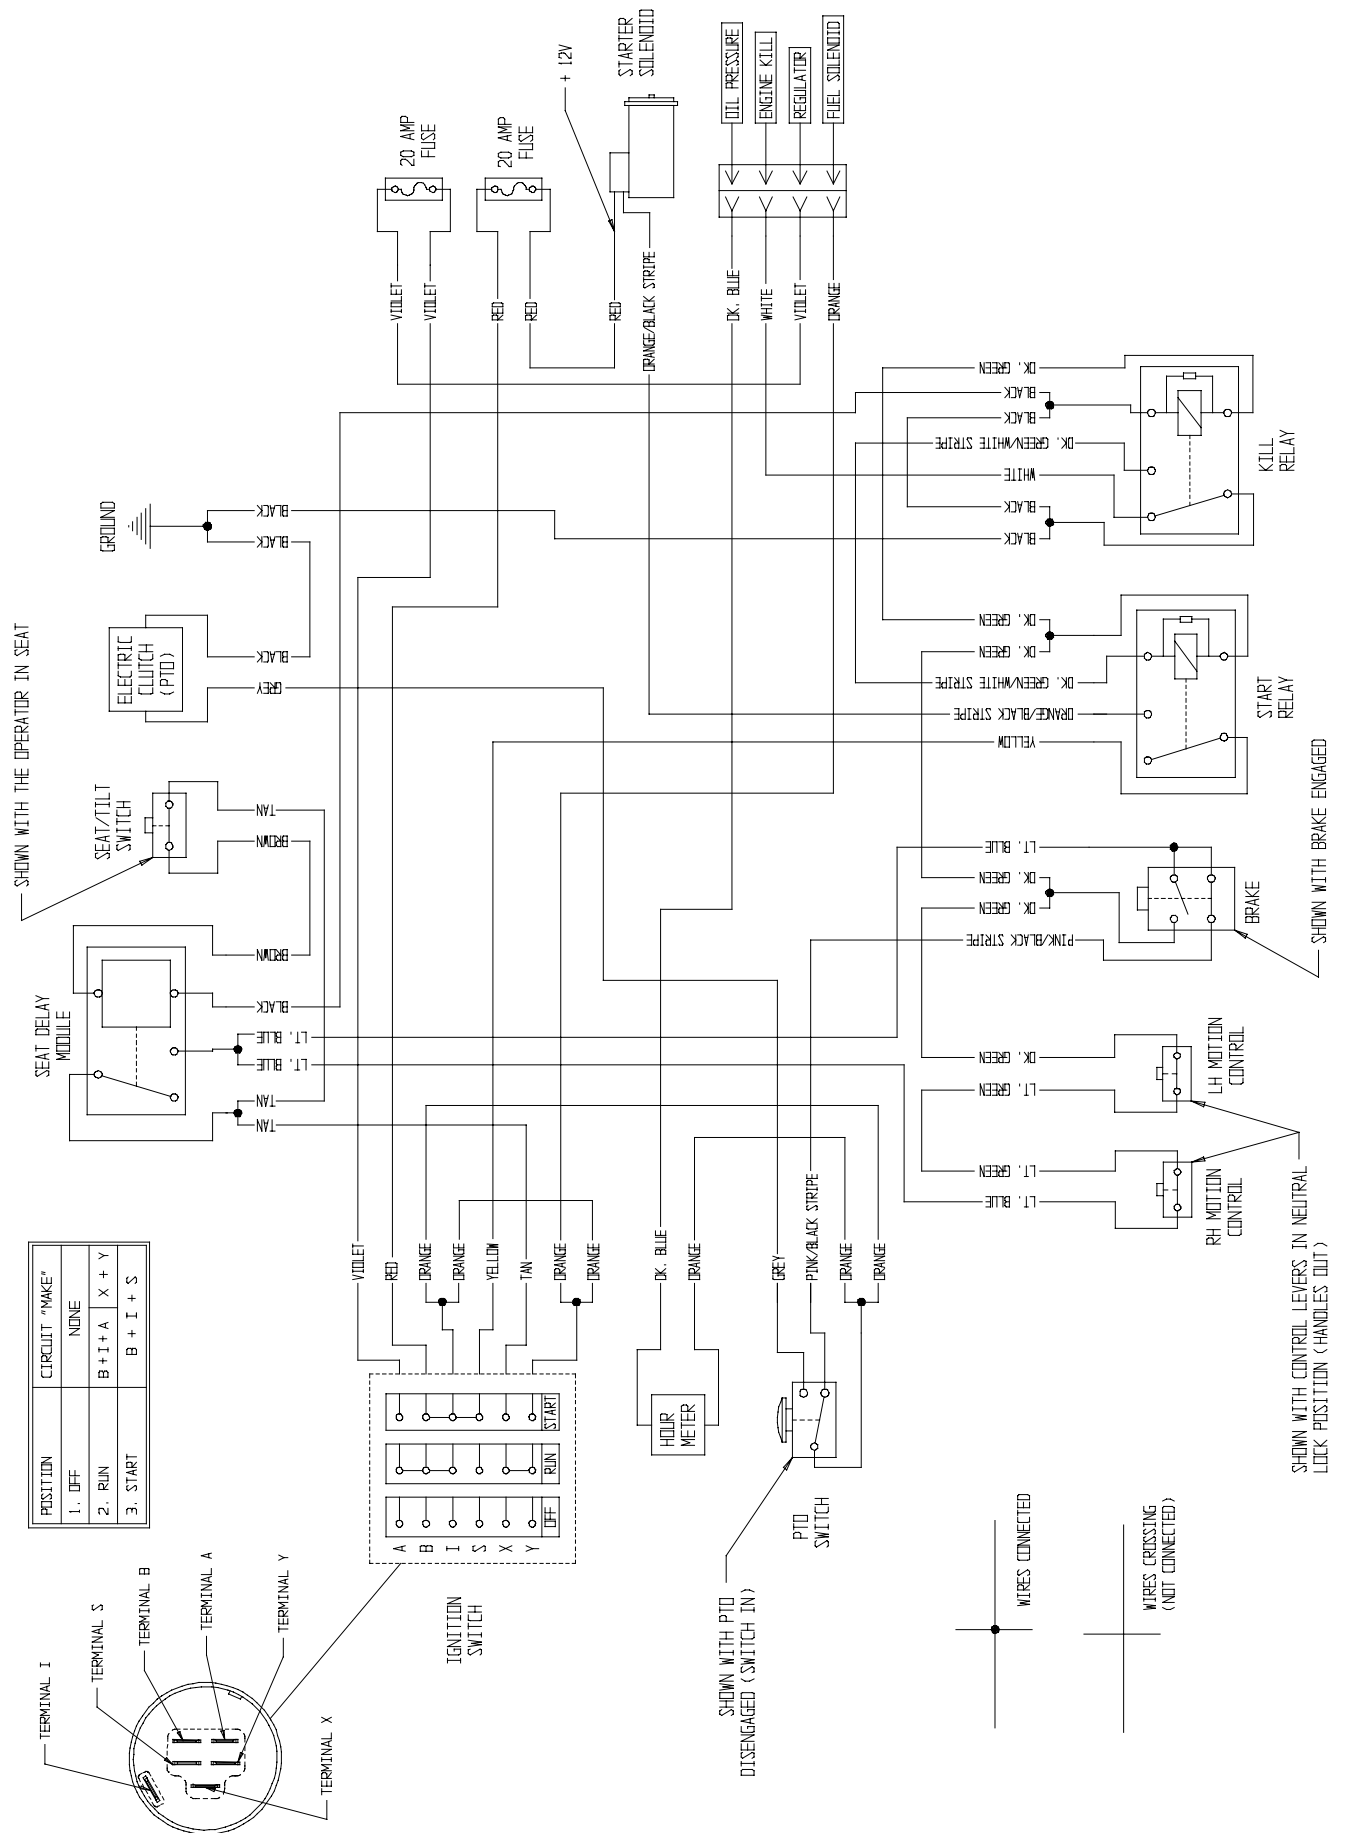 SHOWN WITH THE OPERATOR IN SEAT
GROUND
BLACK
BLACK
ELECTRIC
CLUTCH
(PTO)
BLACK
GREY
SEAT/TILT
SWITCH
TAN
BROWN
SEAT DELAY
MODULE
BROWN
BLACK
LT. BLUE
LT. BLUE
TAN
TAN
20 AMP
FUSE
20 AMP
FUSE
+ 12V
STARTER
SOLENOID
OIL PRESSURE
ENGINE KILL
REGULATOR
FUEL SOLENOID
VIOLET
VIOLET
RED
RED
RED
ORANGE/BLACK STRIPE
DK. BLUE
WHITE
VIOLET
ORANGE
DK. GREEN
BLACK
BLACK
DK. GREEN/WHITE STRIPE
WHITE
BLACK
BLACK
KILL
RELAY
DK. GREEN
DK. GREEN
DK. GREEN/WHITE STRIPE
ORANGE/BLACK STRIPE
YELLOW
START
RELAY
LT. BLUE
DK. GREEN
DK. GREEN
PINK/BLACK STRIPE
BRAKE
SHOWN WITH BRAKE ENGAGED
DK. GREEN
LT. GREEN
LH MOTION
CONTROL
LT. GREEN
LT. BLUE
RH MOTION
CONTROL
SHOWN WITH CONTROL LEVERS IN NEUTRAL
LOCK POSITION (HANDLES OUT)
VIOLET
RED
ORANGE
ORANGE
YELLOW
TAN
ORANGE
ORANGE
DK. BLUE
ORANGE
GREY
PINK/BLACK STRIPE
ORANGE
ORANGE
HOUR
METER
PTO
SWITCH
SHOWN WITH PTO
DISENGAGED (SWITCH IN)
POSITION CIRCUIT "MAKE"
1. OFF NONE
2. RUN B+I+A X + Y
3. START B + I + S
A
B
I
S
X
Y
OFF
RUN
START
IGNITION
SWITCH
TERMINAL I
TERMINAL S
TERMINAL B
TERMINAL A
TERMINAL Y
TERMINAL X
WIRES CONNECTED
WIRES CROSSING
(NOT CONNECTED)